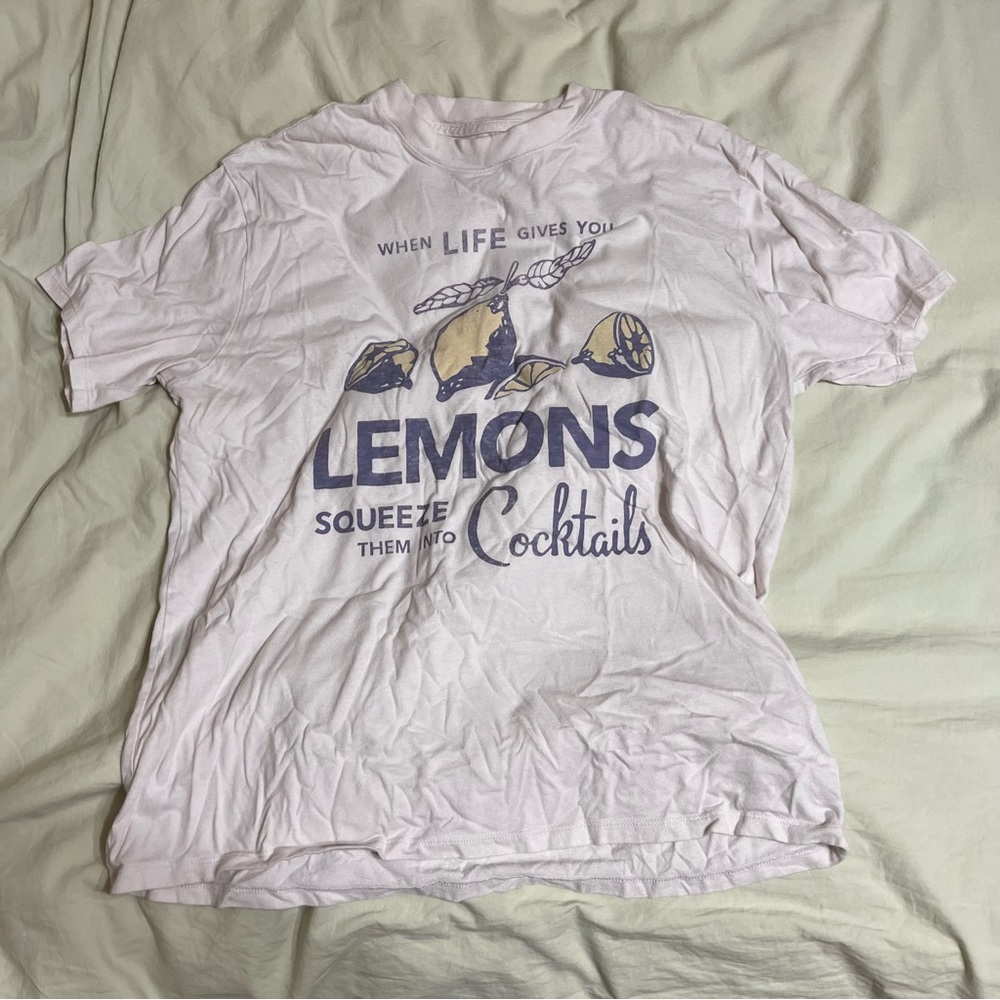 WHEN LIFE GIVES YOU
LEMONS
SQUEEZE
THEM INTO Cocktails